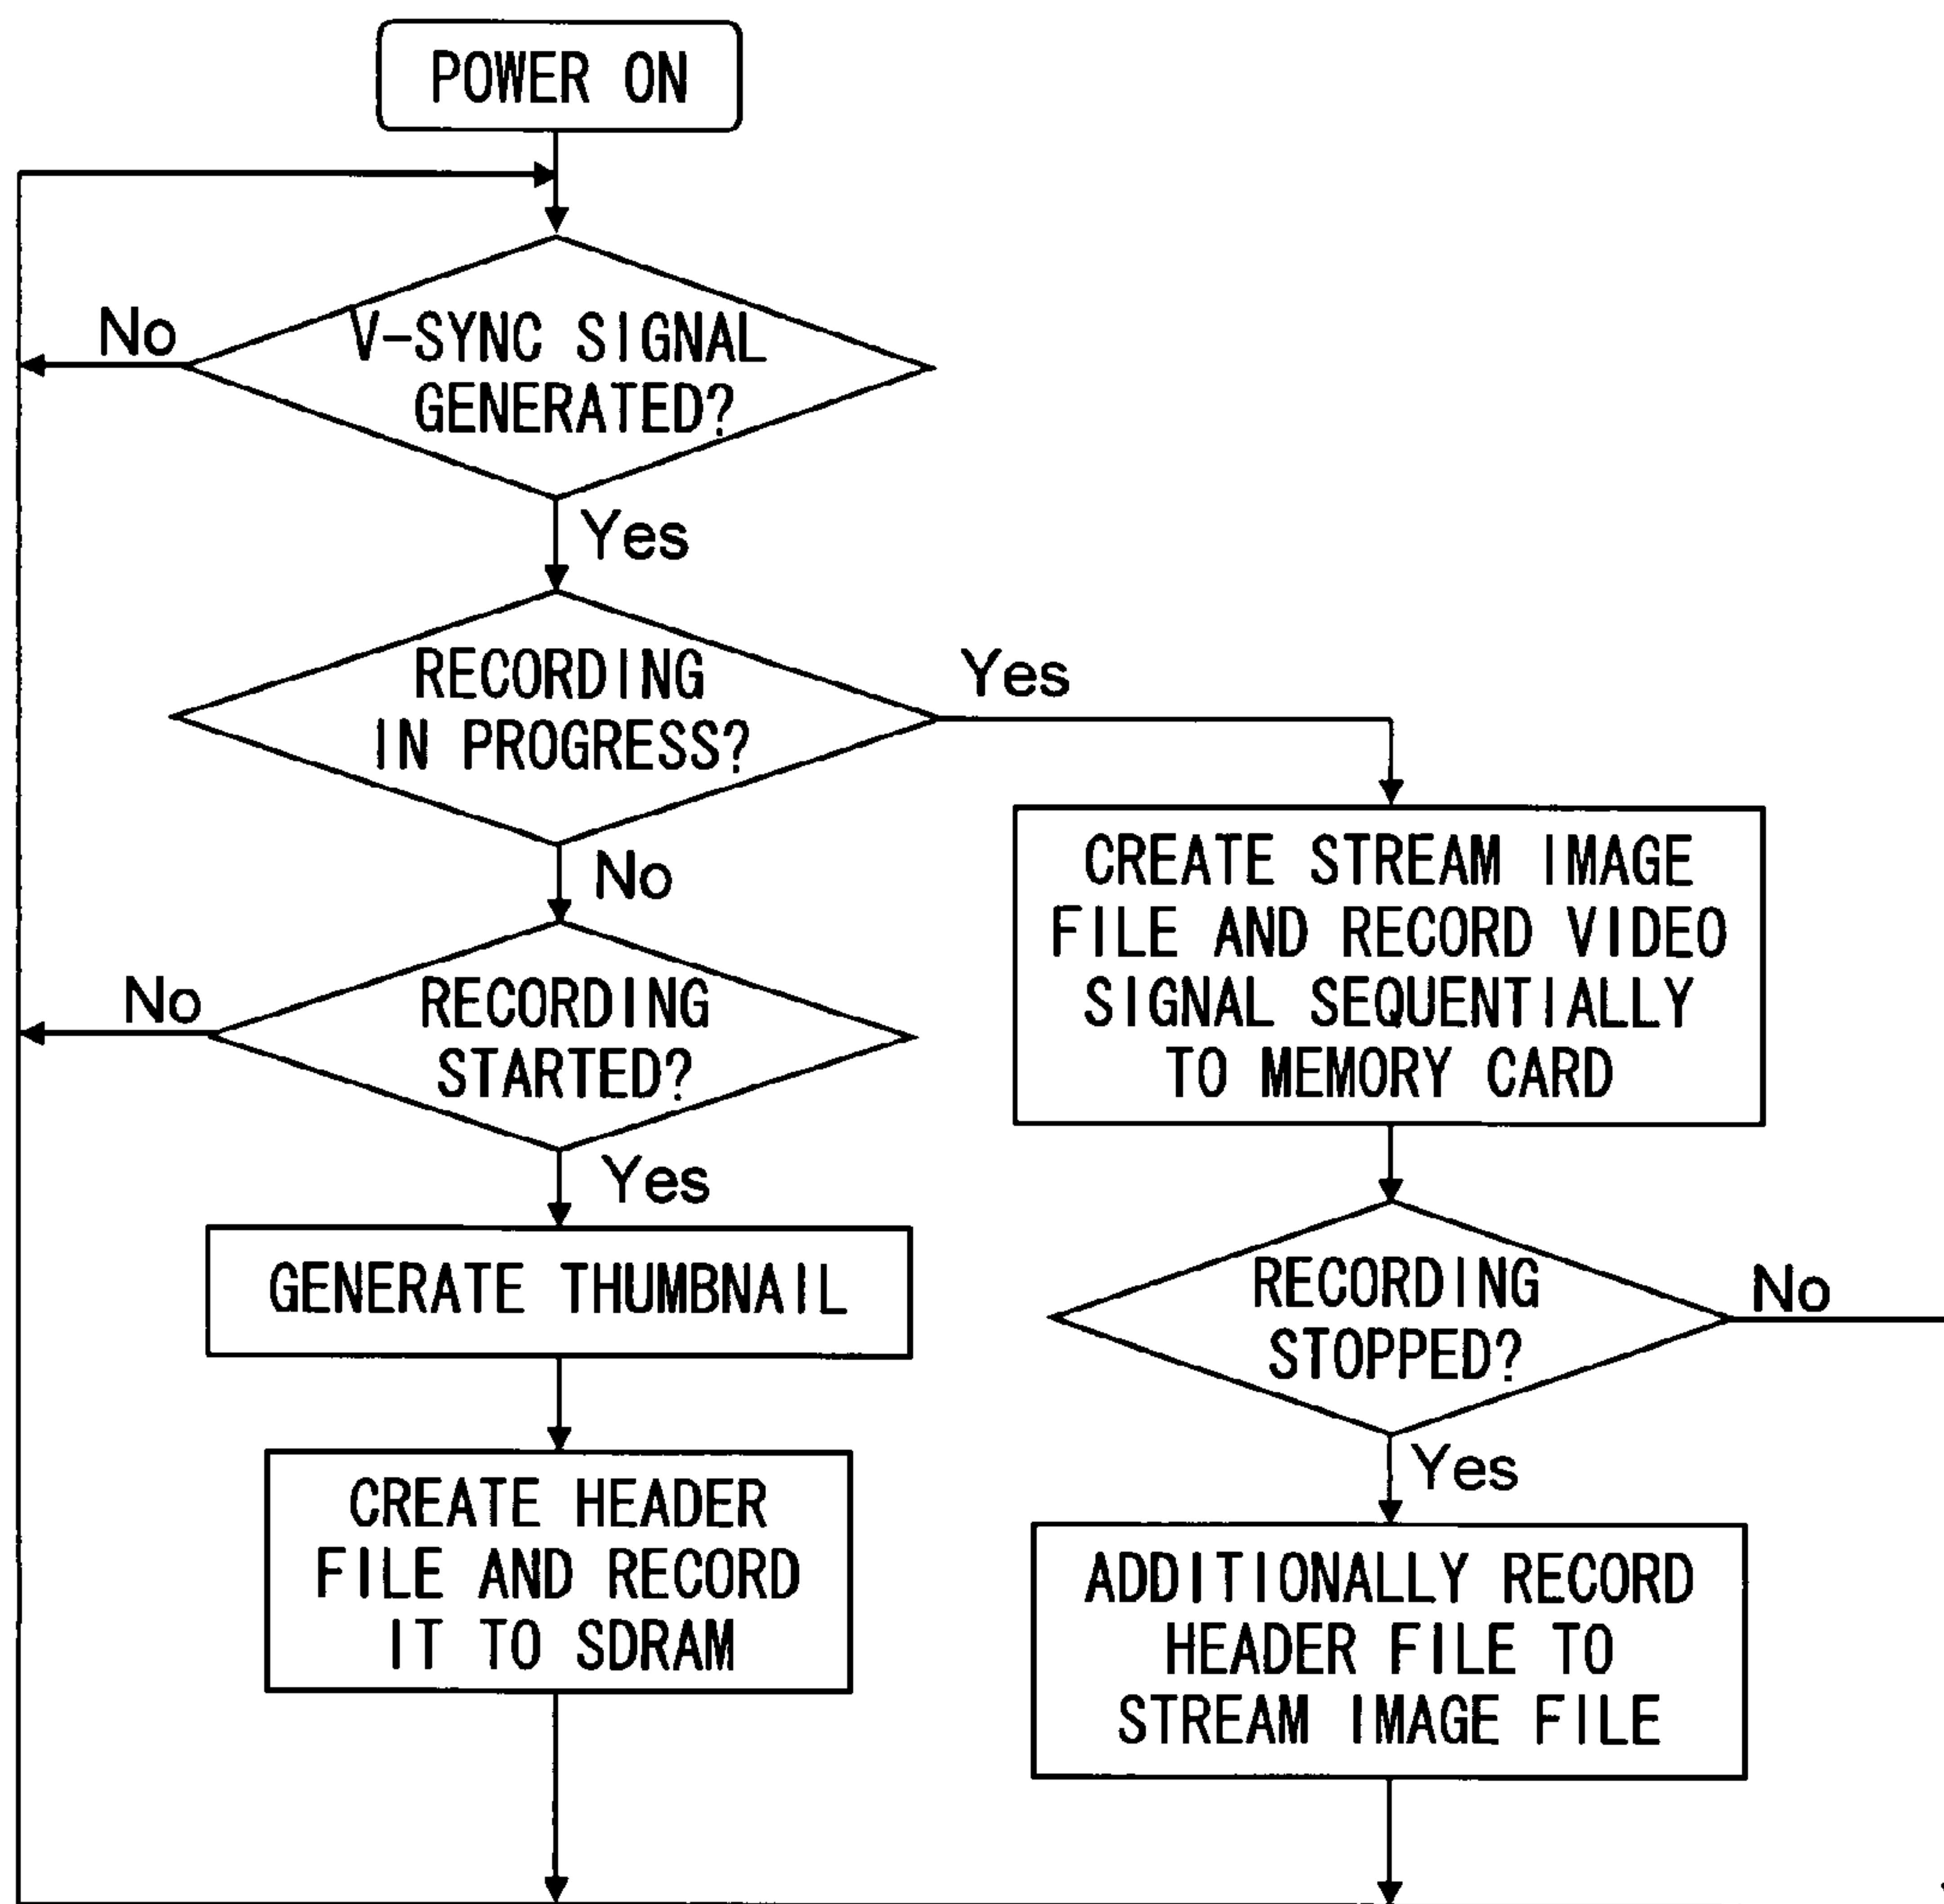 POWER ON
No
V-SYNC SIGNAL
GENERATED?
Yes
RECORDING
IN PROGRESS?
Yes
No
No
RECORDING
STARTED?
Yes
GENERATE THUMBNAIL
CREATE HEADER
FILE AND RECORD
IT TO SDRAM
CREATE STREAM IMAGE
FILE AND RECORD VIDEO
SIGNAL SEQUENTIALLY
TO MEMORY CARD
RECORDING
STOPPED?
No
Yes
ADDITIONALLY RECORD
HEADER FILE TO
STREAM IMAGE FILE